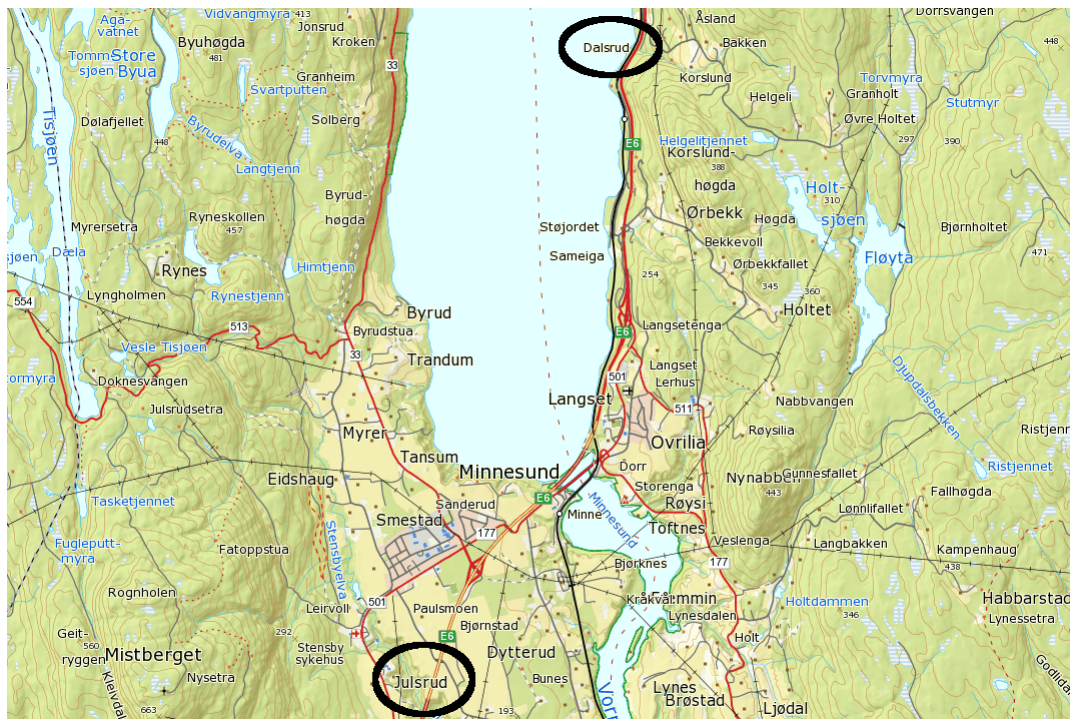 Aga-
vatnet
Vidvangmyra
413
Jonsrud
Kroken
Byuhøgda
481
Store
Byua
33
Granheim
Svartputten
Solberg
Dølafjellet
448
Byrudelva
Langtjenn
Tisjøen
Byrud-
høgda
Ryneskollen
457
Myrersetra
Dæla
Himtjenn
Rynes
Lyngholmen
Rynestjenn
554
513
Byrud
Byrudstua
33
Vesle Tisjøen
Trandum
Doknesvangen
Julsrudsetra
Myrer
Tansum
Eidshaug
Minnesund
Tasketjennet
Sanderud
E6
Smestad
177
Fugleputt-
myra
Fatoppstua
Stensbyelva
Rognholen
Leirvoll
501
Paulsmoen
Bjørnstad
E6
292
Geit-
560
ryggen
Mistberget
Stensby
sykehus
Dytterud
Nysetra
Julsrud
Bunes
Kleivdal
663
193
Dalsrud
Åsland
Bakken
Dorrsvangen
448
Korslund
Helgeli
Torvmyra
Granholt
Stutmyr
Øvre Holtet
297
390
E6
Helgelitjennet
Korslund-
388
høgda
Holt-
310
sjøen
Ørbekk
Høgda
Støjordet
Bjørnholtet
Bekkevoll
Sameiga
Fløyta
471
Ørbekkfallet
254
345
360
Holtet
E6
Langsetenga
Langset
501
Lerhus
Langset
511
Nabbvangen
Djupdalsbekken
Røysilia
Ovrilia
Dorr
Storenga
Nynabben
443
Gunnesfallet
Ristjennet
Fallhøgda
Røysi
Lønnlifallet
Minne
Minnesund
Toftnes
Veslenga
Langbakken
Kampenhaug
438
177
Bjørknes
Kråkvål
Holtdammen
346
Habbarstad
Lynesdalen
Lynessetra
Holt
Lynes
Brøstad
Ljødal